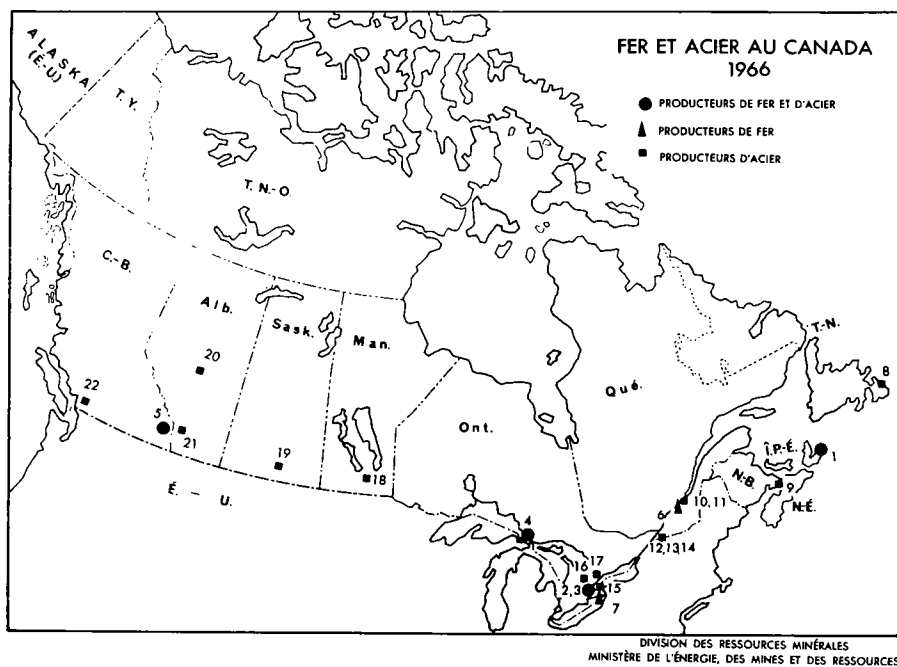 FER ET ACIER AU CANADA
1966
PRODUCTEURS DE FER ET D'ACIER
PRODUCTEURS DE FER
PRODUCTEURS D'ACIER
ALASKA
(É-U)
T.Y.
T.N.-O.
C.-B.
Alb.
Sask.
Man.
Ont.
Qué.
T.-N.
Î.P.-É.
N.-B.
N.-É.
É. - U.
20
22
5
21
19
18
8
1
9
10,11
6
12,13 14
4
17
16
2,3
15
7
DIVISION DES RESSOURCES MINÉRALES
MINISTÈRE DE L'ÉNERGIE, DES MINES ET DES RESSOURCES